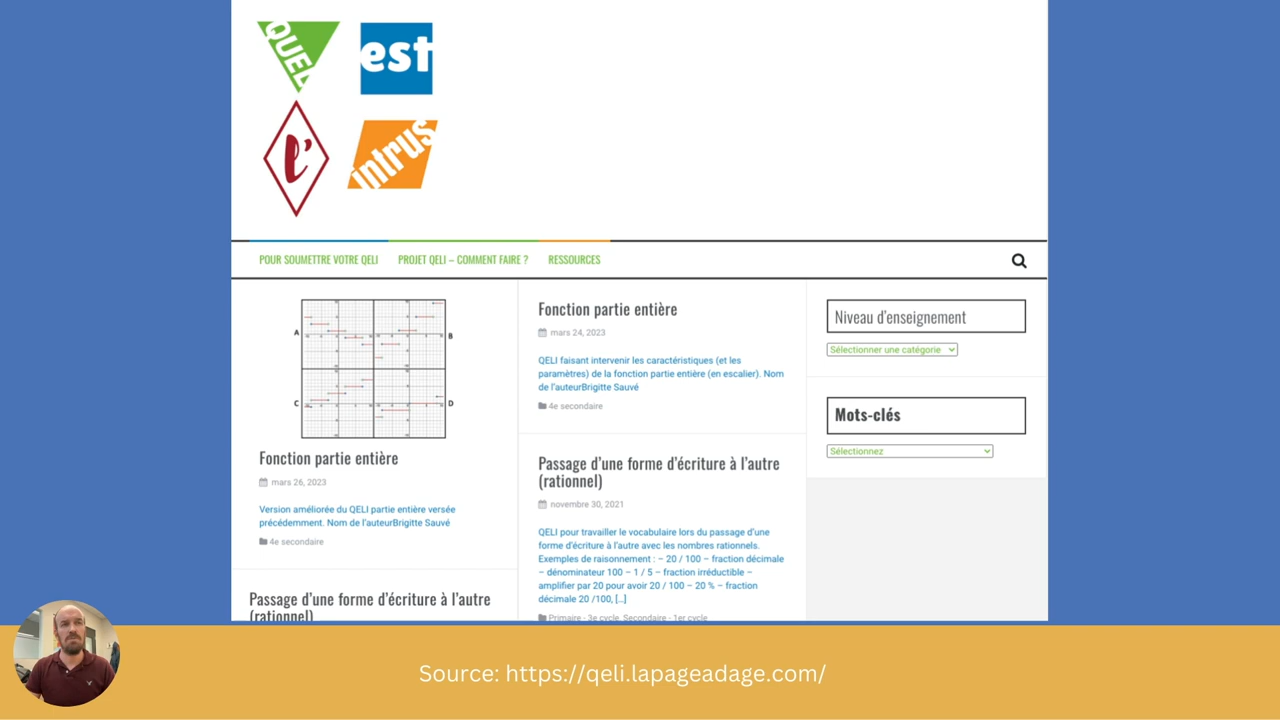 QUEL
est
l'
intrus
POUR SOUMETTRE VOTRE QELI
PROJET QELI – COMMENT FAIRE ?
RESSOURCES
A
B
C
D
Fonction partie entière
mars 26, 2023
Version améliorée du QELI partie entière versée
précédemment. Nom de l'auteurBrigitte Sauvé
4e secondaire
Passage d'une forme d'écriture à l'autre
(rationnel)
Fonction partie entière
mars 24, 2023
QELI faisant intervenir les caractéristiques (et les
paramètres) de la fonction partie entière (en escalier). Nom
de l'auteurBrigitte Sauvé
4e secondaire
Passage d'une forme d'écriture à l'autre
(rationnel)
novembre 30, 2021
QELI pour travailler le vocabulaire lors du passage d'une
forme d'écriture à l'autre avec les nombres rationnels.
Exemples de raisonnement : – 20 / 100 – fraction décimale
– dénominateur 100 – 1 / 5 – fraction irréductible –
amplifier par 20 pour avoir 20 / 100 – 20 % – fraction
décimale 20 /100, [...]
Primaire - 3e cycle, Secondaire - 1er cycle
Niveau d'enseignement
Sélectionner une catégorie
Mots-clés
Sélectionnez
Source: https://qeli.lapageadage.com/